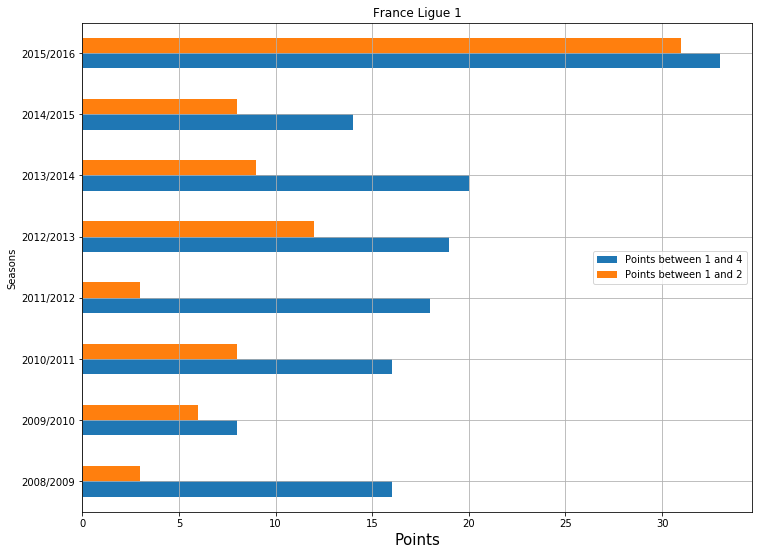 France Ligue 1
Seasons
2015/2016
2014/2015
2013/2014
2012/2013
2011/2012
2010/2011
2009/2010
2008/2009
Points between 1 and 4
Points between 1 and 2
0 5 10 15 20 25 30
Points